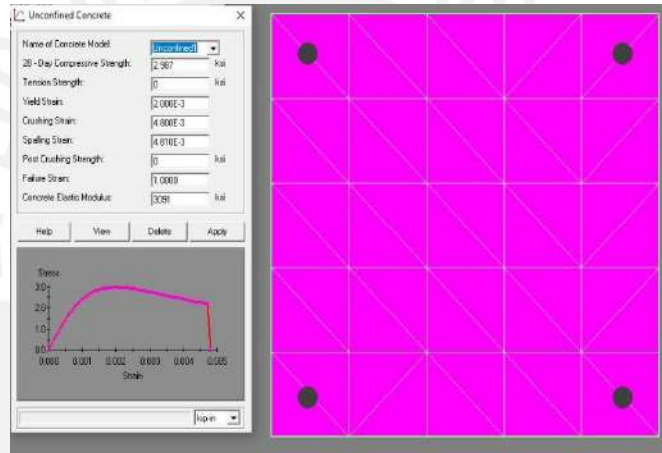 Unconfined Concrete
Name of Concrete Model: Unconfined1
28 - Day Compressive Strength: 2.987 ksi
Tension Strength: 0 ksi
Yield Strain: 2.000E-3
Crushing Strain: 4.800E-3
Spalling Strain: 4.810E-3
Post Crushing Strength: 0 ksi
Failure Strain: 1.0000
Concrete Elastic Modulus: 3091 ksi
Help View Delete Apply
Stress
3.0
2.0
1.0
0.0
0.000 0.001 0.002 0.003 0.004 0.005
Strain
kip-in